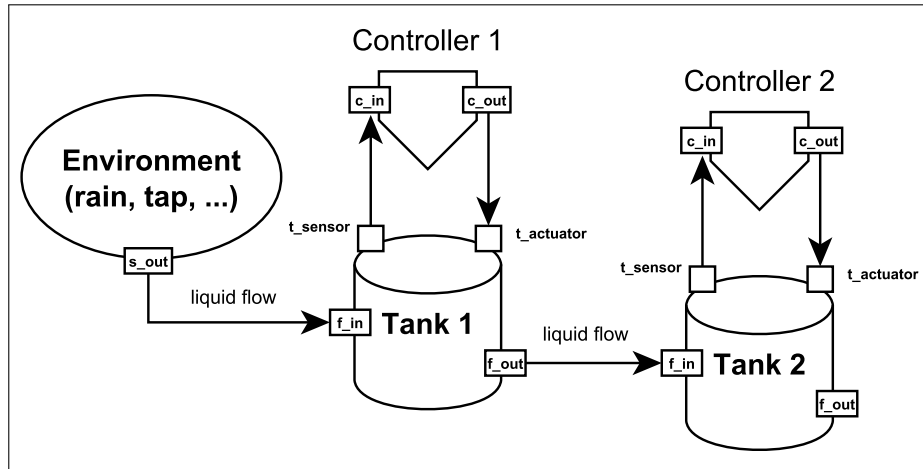 Controller 1
c_in
c_out
Controller 2
c_in
c_out
Environment
(rain, tap, ...)
s_out
t_sensor
t_actuator
t_sensor
t_actuator
liquid flow
f_in
Tank 1
f_out
liquid flow
f_in
Tank 2
f_out